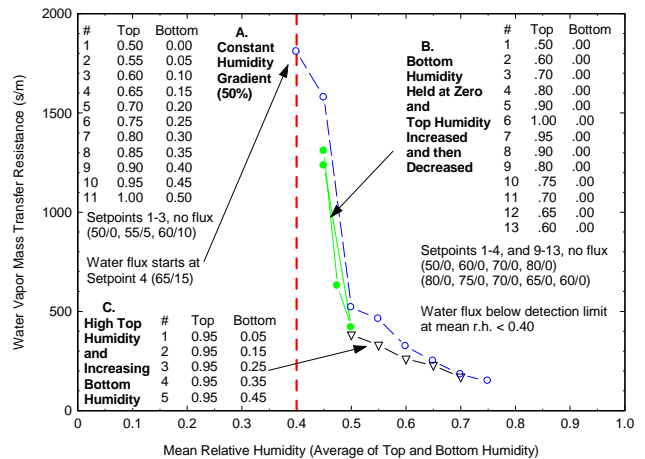 2000
1500
1000
500
0
Water Vapor Mass Transfer Resistance (s/m)
# Top Bottom
1 0.50 0.00
2 0.55 0.05
3 0.60 0.10
4 0.65 0.15
5 0.70 0.20
6 0.75 0.25
7 0.80 0.30
8 0.85 0.35
9 0.90 0.40
10 0.95 0.45
11 1.00 0.50
Setpoints 1-3, no flux
(50/0, 55/5, 60/10)
Water flux starts at
Setpoint 4 (65/15)
A.
Constant
Humidity
Gradient
(50%)
B.
Bottom
Humidity
Held at Zero
and
Top Humidity
Increased
and then
Decreased
# Top Bottom
1 .50 .00
2 .60 .00
3 .70 .00
4 .80 .00
5 .90 .00
6 1.00 .00
7 .95 .00
8 .90 .00
9 .80 .00
10 .75 .00
11 .70 .00
12 .65 .00
13 .60 .00
Setpoints 1-4, and 9-13, no flux
(50/0, 60/0, 70/0, 80/0)
(80/0, 75/0, 70/0, 65/0, 60/0)
Water flux below detection limit
at mean r.h. < 0.40
C.
High Top
Humidity
and
Increasing
Bottom
Humidity
# Top Bottom
1 0.95 0.05
2 0.95 0.15
3 0.95 0.25
4 0.95 0.35
5 0.95 0.45
0 0.1 0.2 0.3 0.4 0.5 0.6 0.7 0.8 0.9 1.0
Mean Relative Humidity (Average of Top and Bottom Humidity)